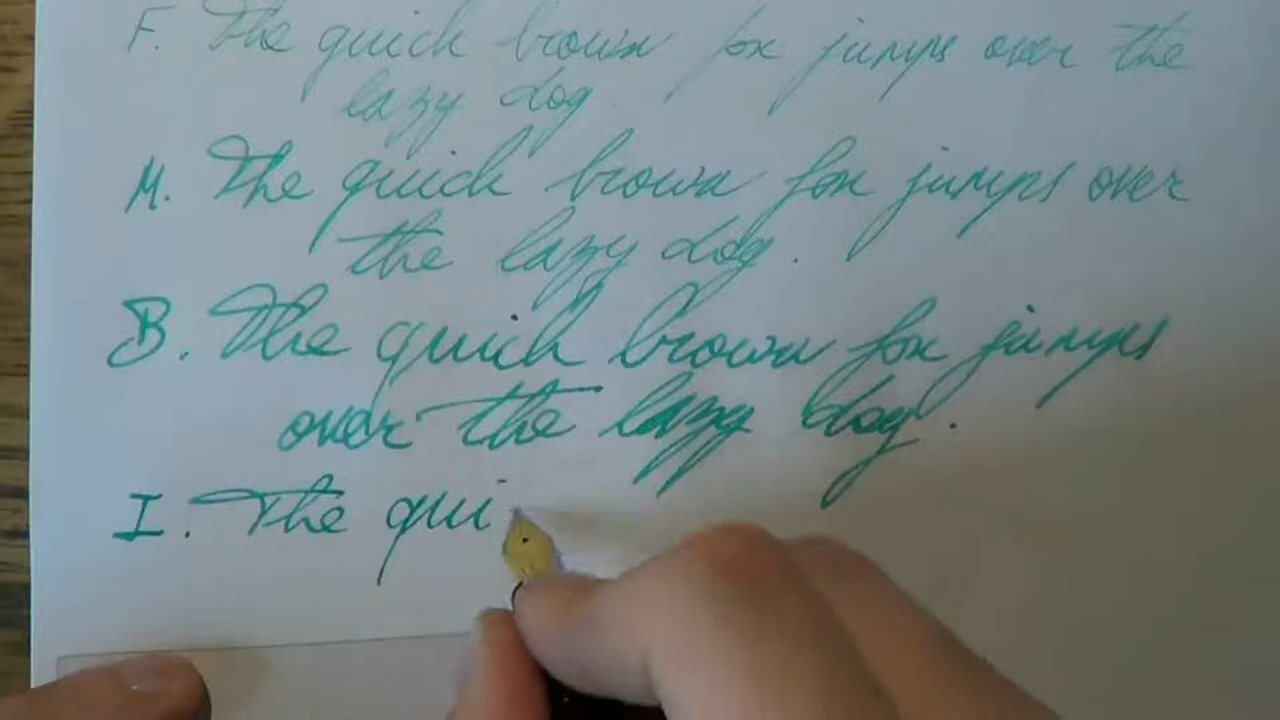 F. The quick brown fox jumps over the
lazy dog
M. The quick brown fox jumps over
the lazy dog.
B. The quick brown fox jumps
over the lazy dog.
I. The qui